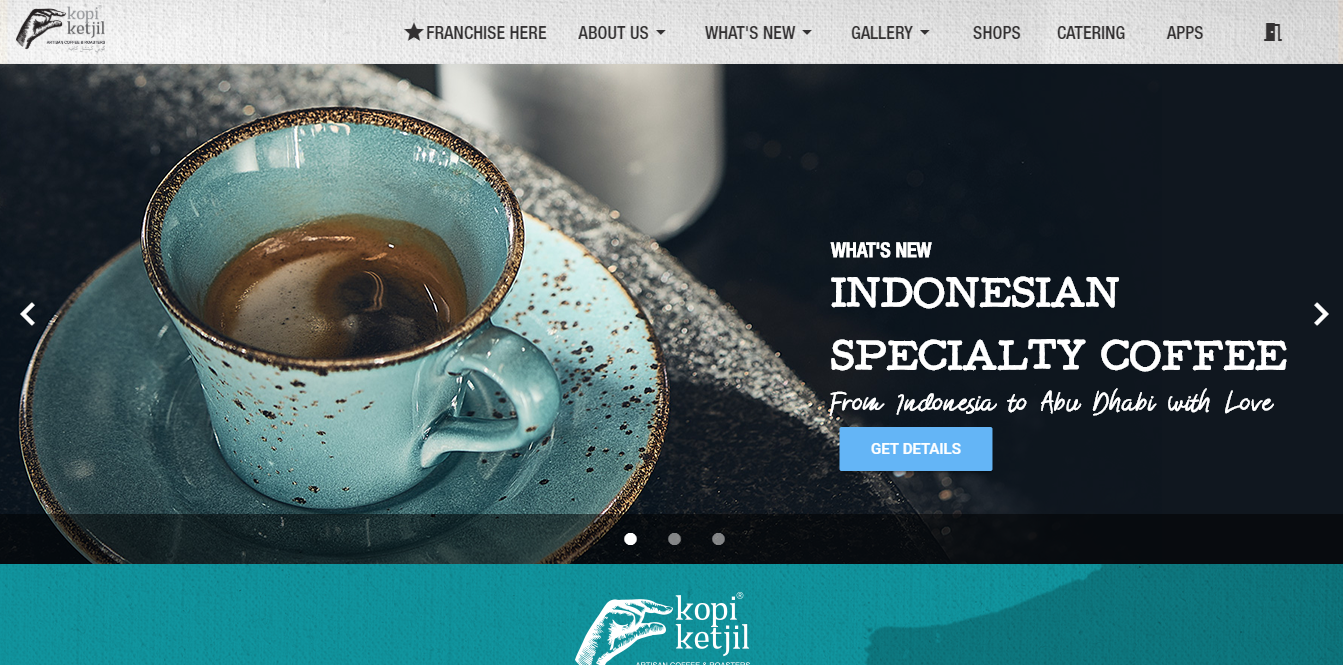 kopi
ketjil
ARTISAN COFFEE & ROASTERS
FRANCHISE HERE
ABOUT US
WHAT'S NEW
GALLERY
SHOPS
CATERING
APPS
WHAT'S NEW
INDONESIAN
SPECIALTY COFFEE
From Indonesia to Abu Dhabi with Love
GET DETAILS
kopi®
ketjil
ARTISAN COFFEE & ROASTERS